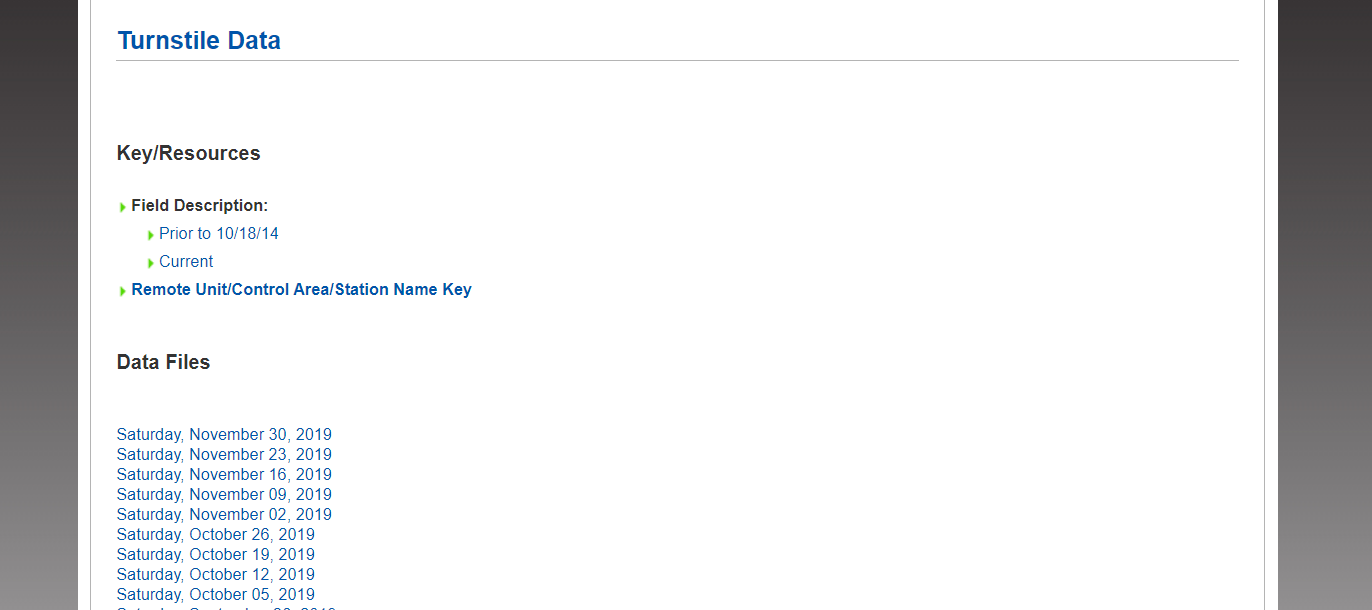 Turnstile Data
Key/Resources
Field Description:
Prior to 10/18/14
Current
Remote Unit/Control Area/Station Name Key
Data Files
Saturday, November 30, 2019
Saturday, November 23, 2019
Saturday, November 16, 2019
Saturday, November 09, 2019
Saturday, November 02, 2019
Saturday, October 26, 2019
Saturday, October 19, 2019
Saturday, October 12, 2019
Saturday, October 05, 2019